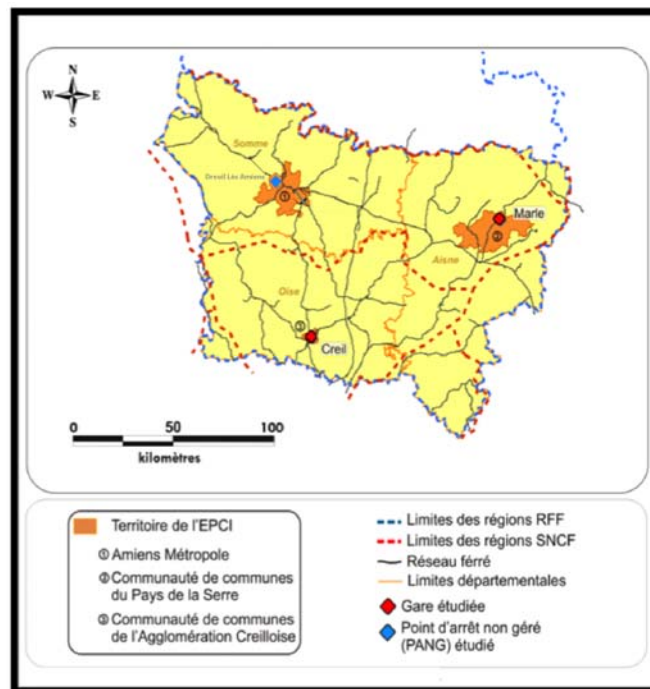 N
W E
S
Somme
Dreuil Lès Amiens
①
Marle
②
Aisne
Oise
③
Creil
0 50 100
kilomètres
Territoire de l'EPCI
① Amiens Métropole
② Communauté de communes
du Pays de la Serre
③ Communauté de communes
de l'Agglomération Creilloise
Limites des régions RFF
Limites des régions SNCF
Réseau férré
Limites départementales
Gare étudiée
Point d'arrêt non géré
(PANG) étudié